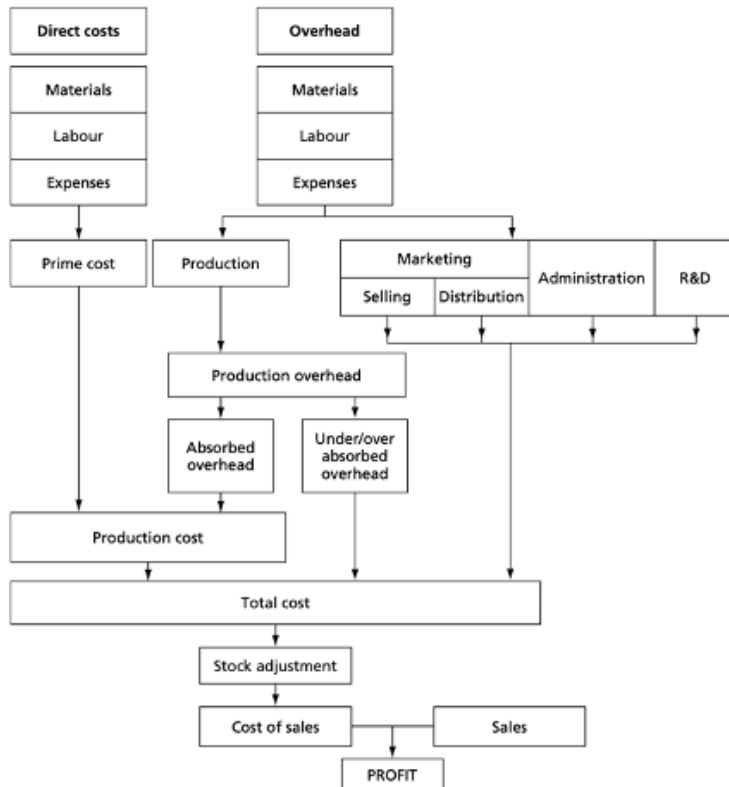 Direct costs
Overhead
Materials
Labour
Expenses
Materials
Labour
Expenses
Prime cost
Production
Marketing
Selling
Distribution
Administration
R&D
Production overhead
Absorbed
overhead
Under/over
absorbed
overhead
Production cost
Total cost
Stock adjustment
Cost of sales
Sales
PROFIT